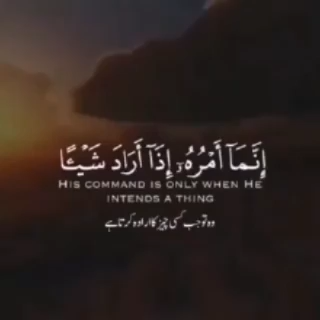 إِنَّمَآ أَمْرُهُۥٓ إِذَآ أَرَادَ شَيْـًٔا
HIS COMMAND IS ONLY WHEN HE
INTENDS A THING
وہ تو جب کسی چیز کا ارادہ کرتا ہے